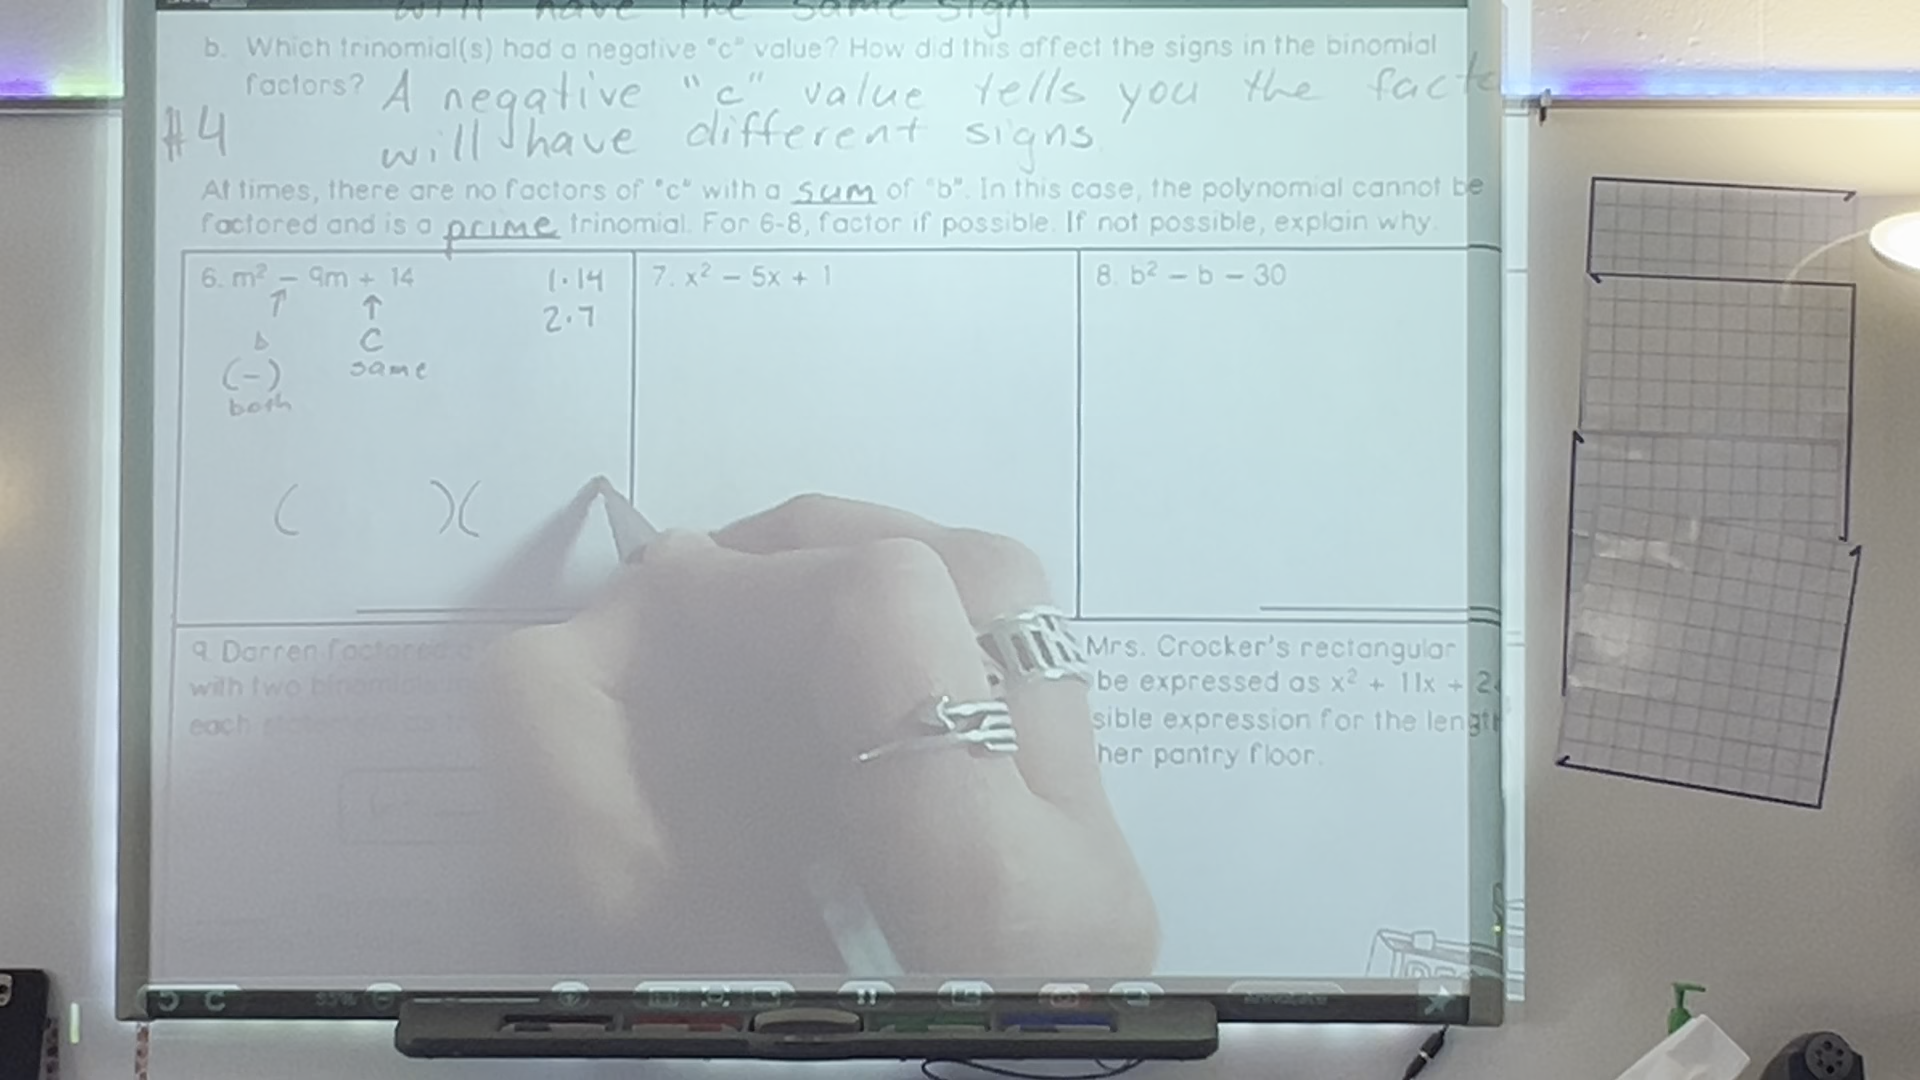 will have the same sign
b. Which trinomial(s) had a negative "c" value? How did this affect the signs in the binomial
factors? A negative "c" value tells you the
#4 will have different signs
At times, there are no factors of "c" with a sum of "b". In this case, the polynomial cannot be
factored and is a prime trinomial. For 6-8, factor if possible. If not possible, explain why.
6. m² – 9m + 14
1·14
2·7
b
(-)
both
C
same
( )(
7. x² – 5x + 1
8. b² – b – 30
9. Darren factored
with two
each
Mrs. Crocker's rectangular
be expressed as x² + 11x +
expression for the
her pantry floor.